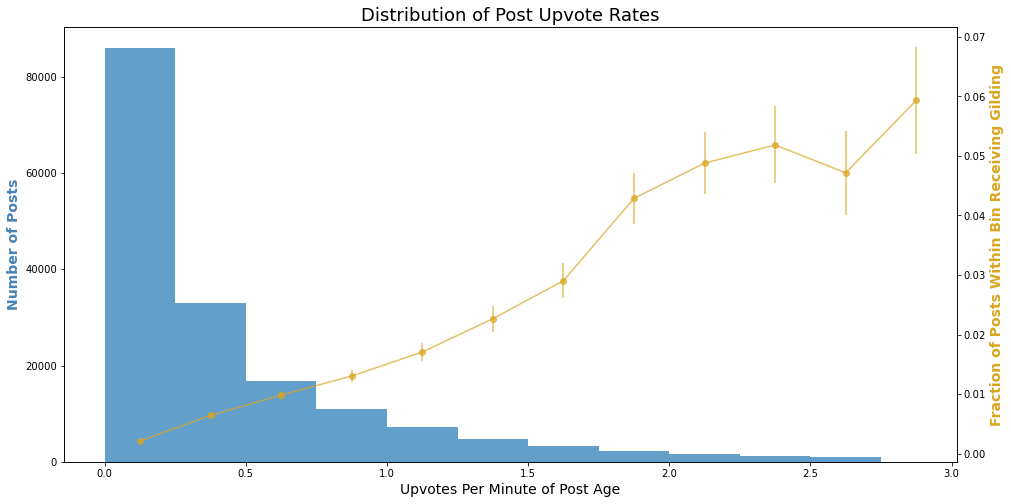 Distribution of Post Upvote Rates
Number of Posts
80000
60000
40000
20000
0
0.0 0.5 1.0 1.5 2.0 2.5 3.0
Upvotes Per Minute of Post Age
0.07
0.06
0.05
0.04
0.03
0.02
0.01
0.00
Fraction of Posts Within Bin Receiving Gilding